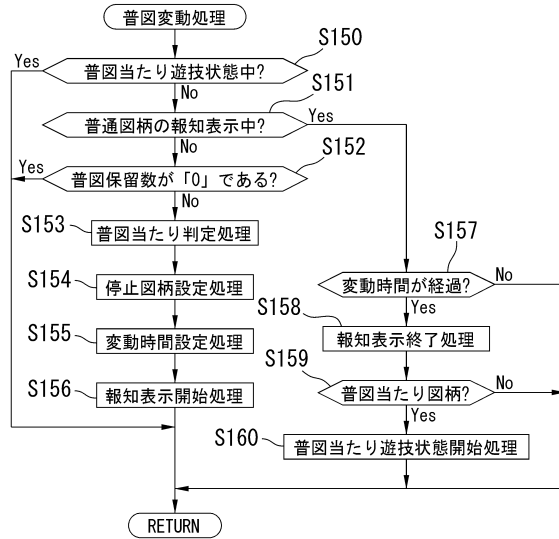 普図変動処理
S150
普図当たり遊技状態中?
Yes
No
S151
普通図柄の報知表示中?
Yes
No
S152
普図保留数が「0」である?
Yes
No
S153
普図当たり判定処理
S154
停止図柄設定処理
S155
変動時間設定処理
S156
報知表示開始処理
S157
変動時間が経過?
No
Yes
S158
報知表示終了処理
S159
普図当たり図柄?
No
Yes
S160
普図当たり遊技状態開始処理
RETURN